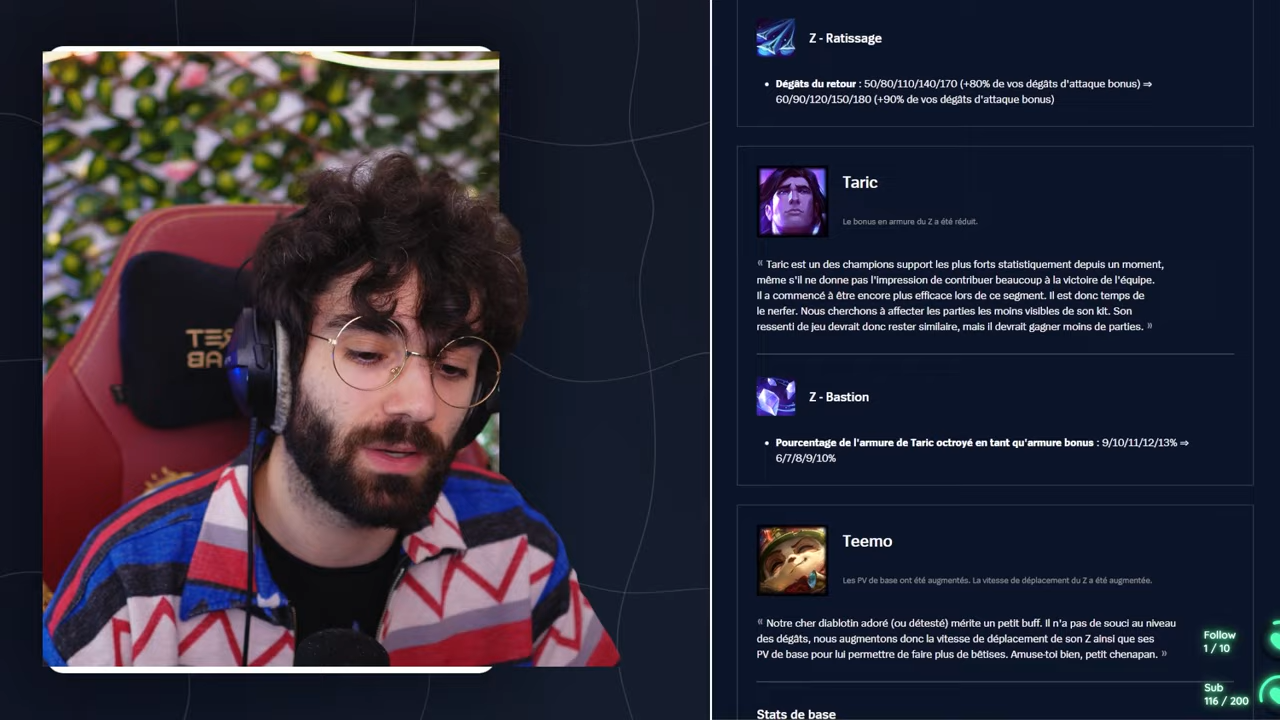 Z - Ratissage
Dégâts du retour : 50/80/110/140/170 (+80% de vos dégâts d'attaque bonus) ⇒
60/90/120/150/180 (+90% de vos dégâts d'attaque bonus)
Taric
Le bonus en armure du Z a été réduit.
« Taric est un des champions support les plus forts statistiquement depuis un moment,
même s'il ne donne pas l'impression de contribuer beaucoup à la victoire de l'équipe.
Il a commencé à être encore plus efficace lors de ce segment. Il est donc temps de
le nerfer. Nous cherchons à affecter les parties les moins visibles de son kit. Son
ressenti de jeu devrait donc rester similaire, mais il devrait gagner moins de parties. »
Z - Bastion
Pourcentage de l'armure de Taric octroyé en tant qu'armure bonus : 9/10/11/12/13% ⇒
6/7/8/9/10%
Teemo
Les PV de base ont été augmentés. La vitesse de déplacement du Z a été augmentée.
« Notre cher diablotin adoré (ou détesté) mérite un petit buff. Il n'a pas de souci au niveau
des dégâts, nous augmentons donc la vitesse de déplacement de son Z ainsi que ses
PV de base pour lui permettre de faire plus de bêtises. Amuse-toi bien, petit chenapan. »
Stats de base
Follow
1 / 10
Sub
116 / 200